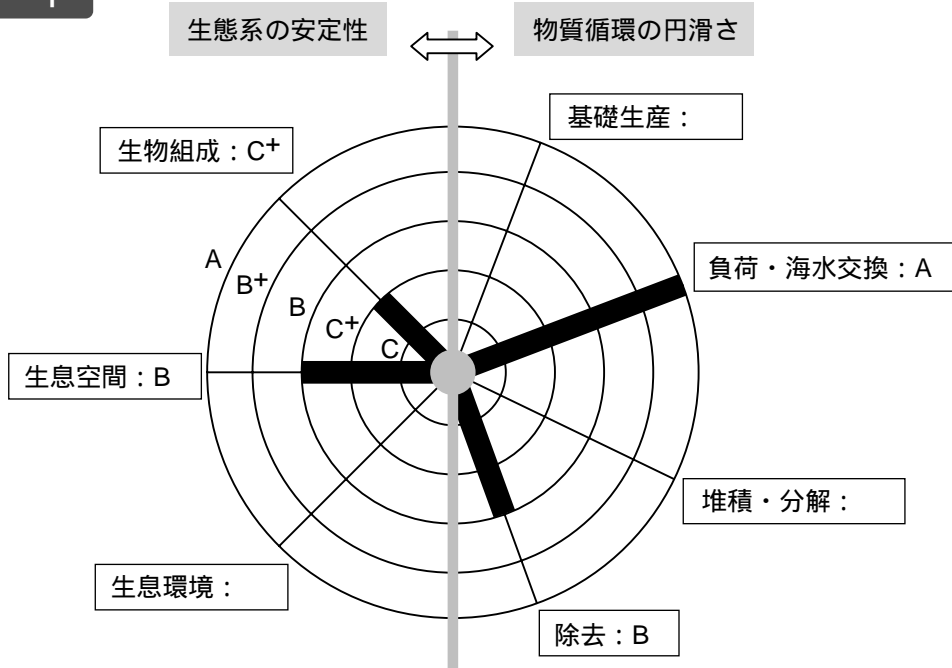 生態系の安定性
物質循環の円滑さ
基礎生産：
生物組成：C+
A
負荷・海水交換：A
B+
B
C+
C
生息空間：B
堆積・分解：
生息環境：
除去：B